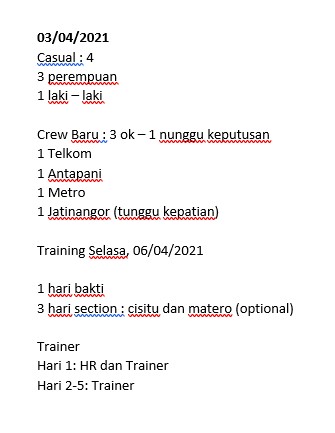 03/04/2021
Casual : 4
3 perempuan
1 laki – laki
Crew Baru : 3 ok – 1 nunggu keputusan
1 Telkom
1 Antapani
1 Metro
1 Jatinangor (tunggu kepatian)
Training Selasa, 06/04/2021
1 hari bakti
3 hari section : cisitu dan matero (optional)
Trainer
Hari 1: HR dan Trainer
Hari 2-5: Trainer